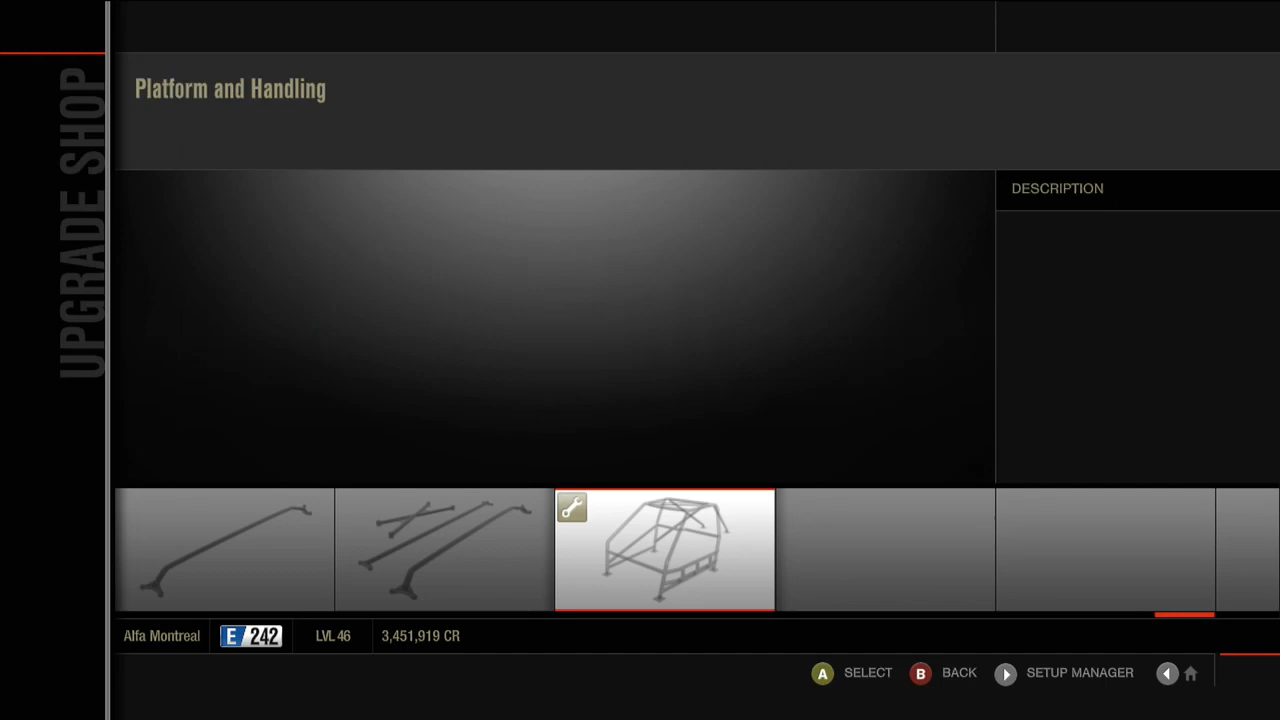 UPGRADE SHOP
Platform and Handling
DESCRIPTION
Alfa Montreal
E 242
LVL 46
3,451,919 CR
A SELECT
B BACK
SETUP MANAGER